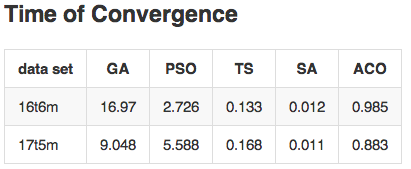 Time of Convergence
data set GA PSO TS SA ACO
16t6m 16.97 2.726 0.133 0.012 0.985
17t5m 9.048 5.588 0.168 0.011 0.883